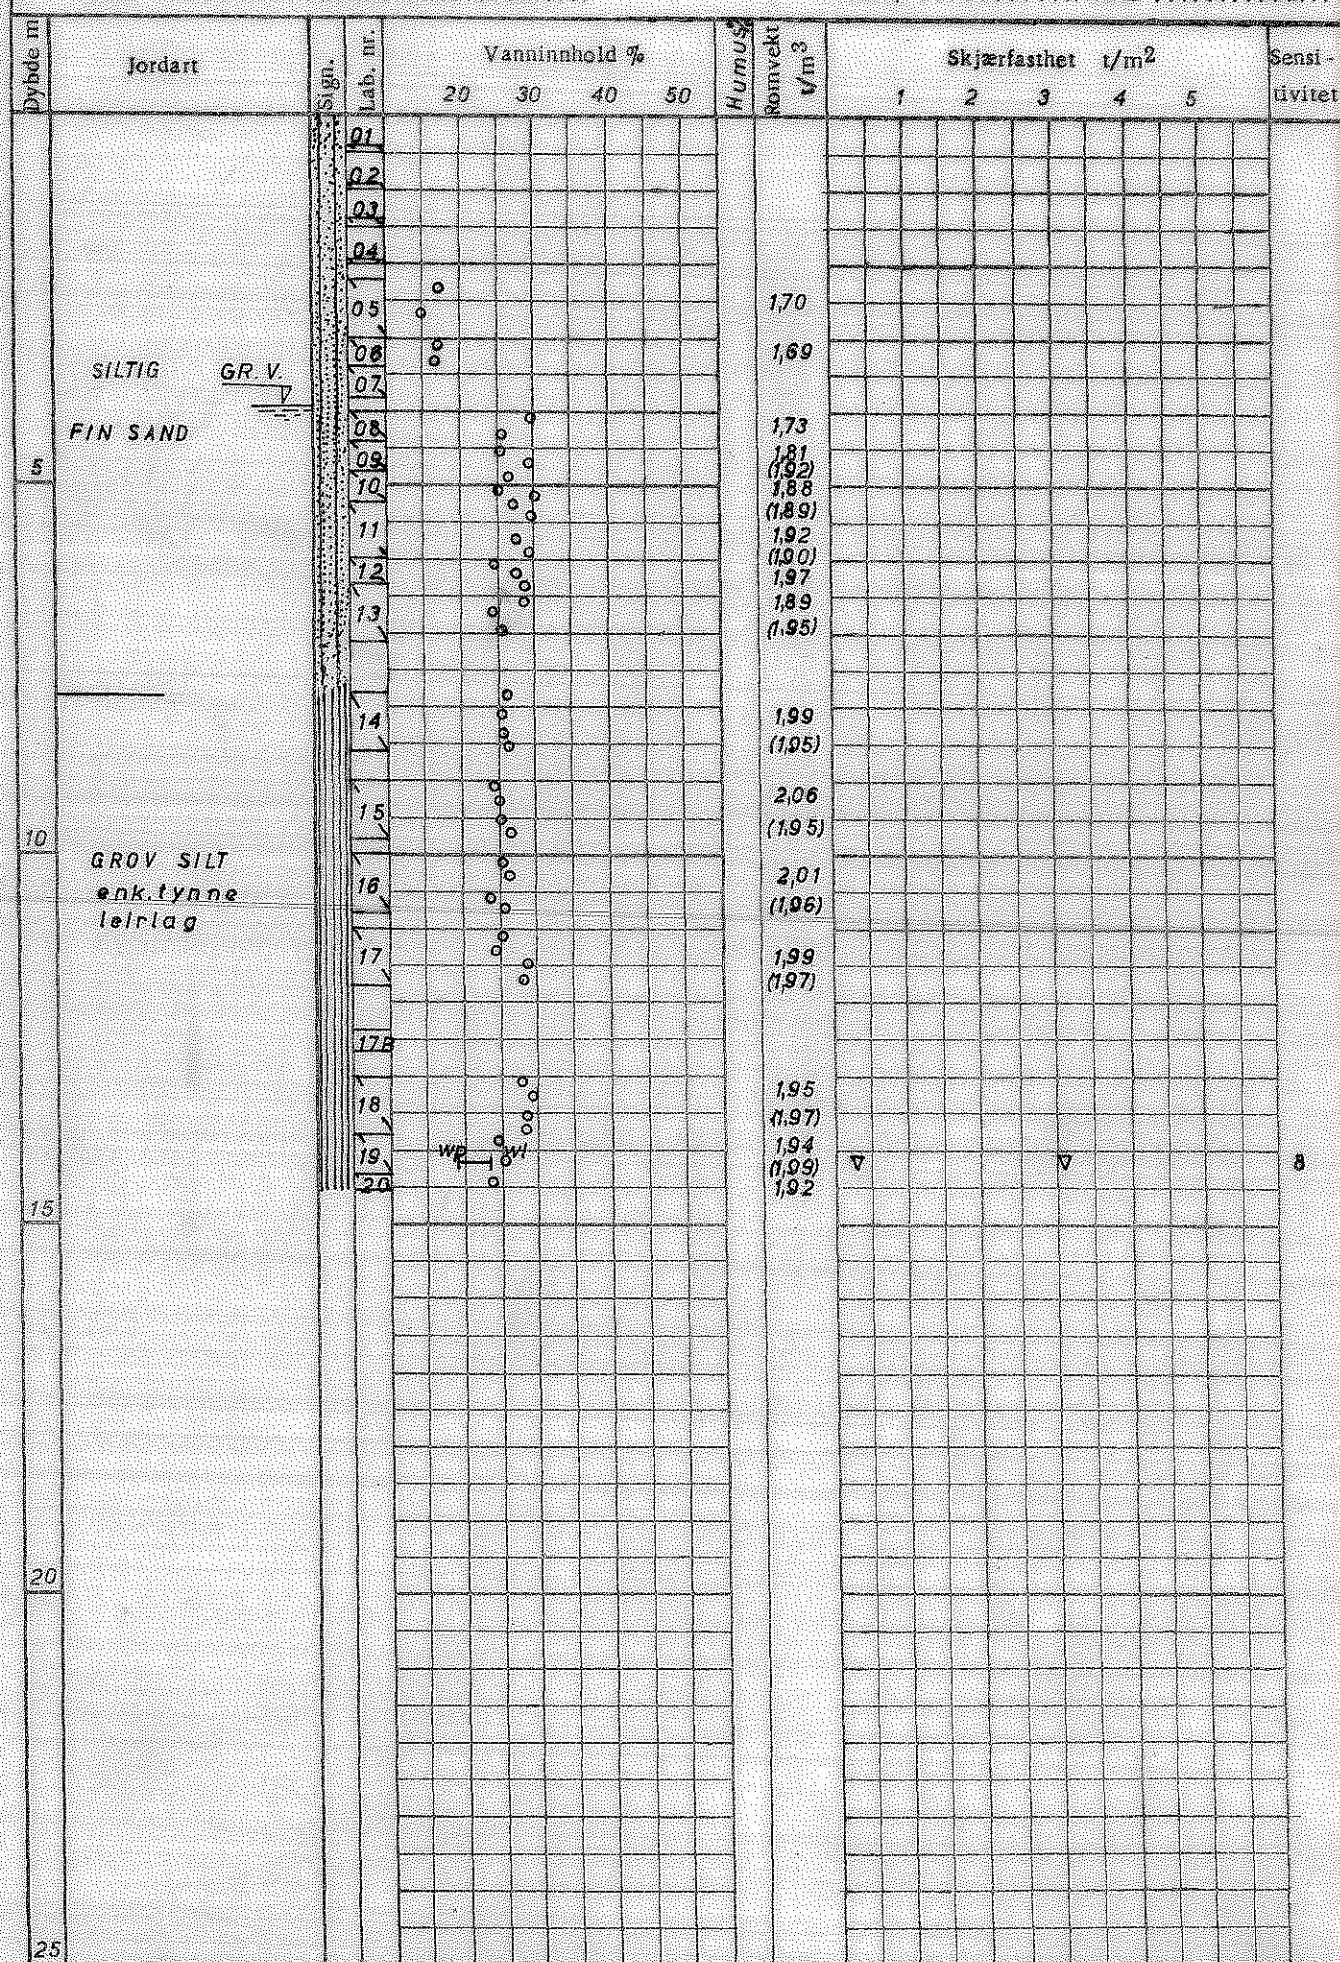 Dybde m
Jordart
Sign.
Lab. nr.
Vanninnhold %
20 30 40 50
Humus%
Romvekt t/m3
Skjærfasthet t/m2
1 2 3 4 5
Sensi-
tivitet
01
02
03
04
05 1,70
06 1,69
SILTIG GR. V.
07
FIN SAND 08 1,73
5
09 1,81
(1,92)
10 1,88
(1,89)
11 1,92
(1,90)
12 1,97
13 1,89
(1,95)
14 1,99
(1,95)
15 2,06
10 (1,95)
GROV SILT
16 2,01
enk. tynne
(1,96)
leirlag
17 1,99
(1,97)
17B
18 1,95
(1,97)
19 wp wl 1,94
(1,99) 8
20 1,92
15
20
25